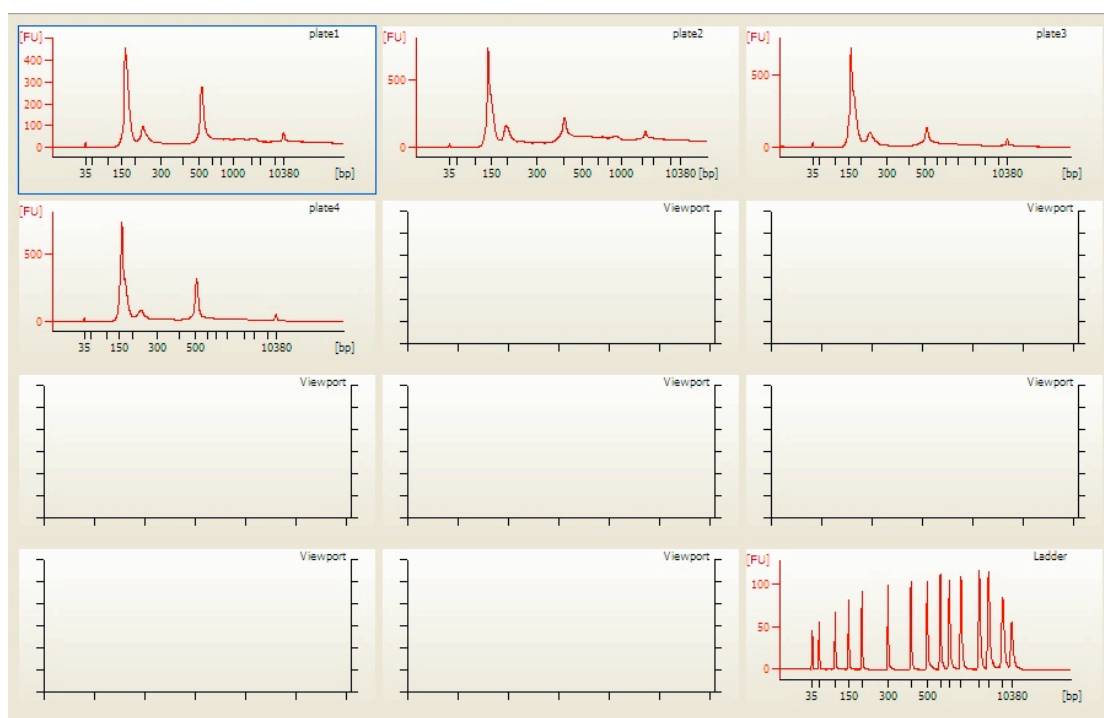 plate1
[FU]
400
300
200
100
0
35 150 300 500 1000 10380 [bp]
plate2
[FU]
500
0
35 150 300 500 1000 10380 [bp]
plate3
[FU]
500
0
35 150 300 500 10380 [bp]
plate4
[FU]
500
0
35 150 300 500 10380 [bp]
Viewport
Viewport
Viewport
Viewport
Viewport
Viewport
Viewport
Ladder
[FU]
100
50
0
35 150 300 500 10380 [bp]